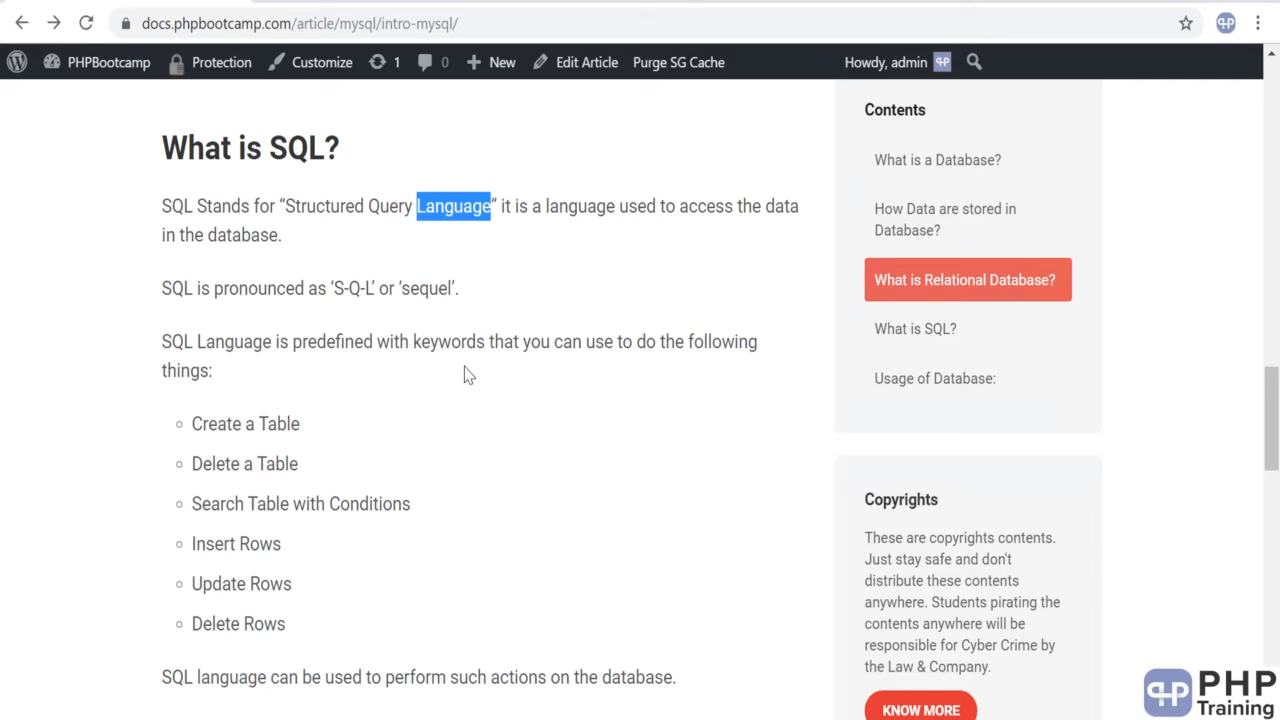 docs.phpbootcamp.com/article/mysql/intro-mysql/
PHPBootcamp Protection Customize 1 0 New Edit Article Purge SG Cache Howdy, admin
What is SQL?
SQL Stands for “Structured Query Language” it is a language used to access the data
in the database.
SQL is pronounced as ‘S-Q-L’ or ‘sequel’.
SQL Language is predefined with keywords that you can use to do the following
things:
Create a Table
Delete a Table
Search Table with Conditions
Insert Rows
Update Rows
Delete Rows
SQL language can be used to perform such actions on the database.
Contents
What is a Database?
How Data are stored in
Database?
What is Relational Database?
What is SQL?
Usage of Database:
Copyrights
These are copyrights contents.
Just stay safe and don't
distribute these contents
anywhere. Students pirating the
contents anywhere will be
responsible for Cyber Crime by
the Law & Company.
KNOW MORE
PHP
Training